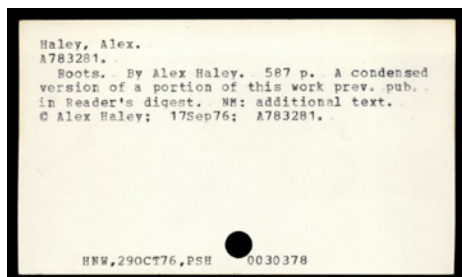 Haley, Alex.
A783281.
Roots. By Alex Haley. 587 p. A condensed
version of a portion of this work prev. pub.
in Reader's digest. NM: additional text.
© Alex Haley; 17Sep76; A783281.
HNW,29OCT76,PSH 0030378